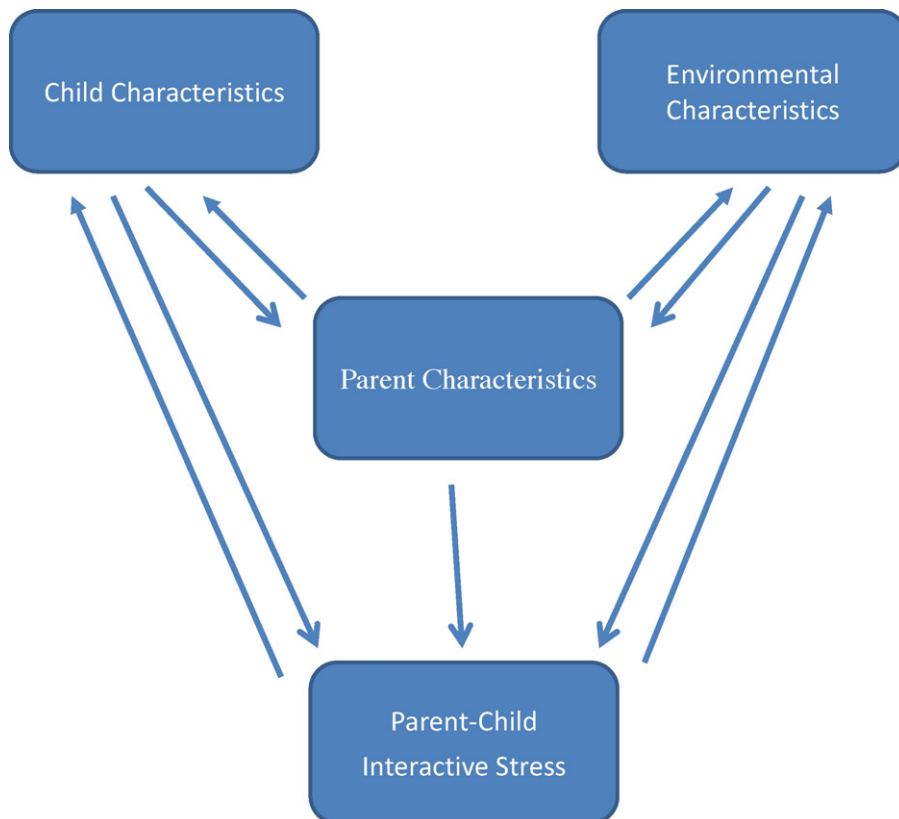 Child Characteristics
Environmental
Characteristics
Parent Characteristics
Parent-Child
Interactive Stress